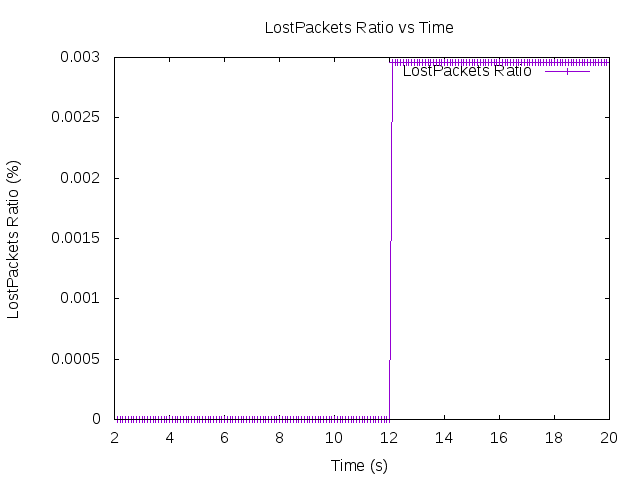 LostPackets Ratio vs Time
0.003
LostPackets Ratio
0.0025
0.002
0.0015
0.001
0.0005
0
LostPackets Ratio (%)
2 4 6 8 10 12 14 16 18 20
Time (s)